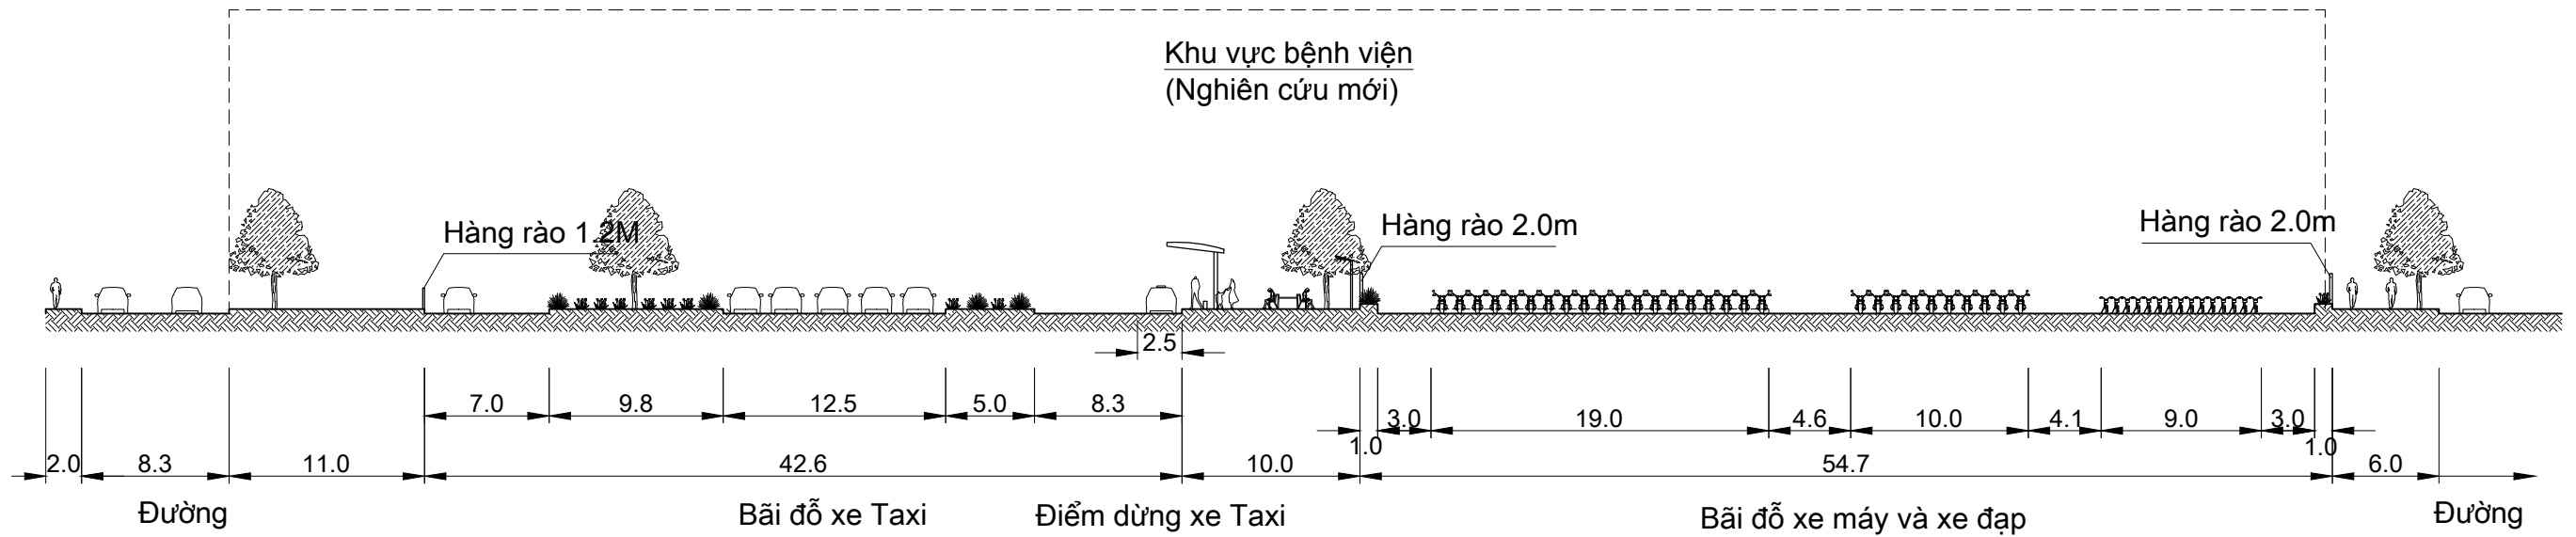 Khu vực bệnh viện
(Nghiên cứu mới)
Hàng rào 1.2M
Hàng rào 2.0m
Hàng rào 2.0m
2.5
7.0 9.8 12.5 5.0 8.3
3.0 19.0 4.6 10.0 4.1 9.0 3.0
1.0 1.0
2.0 8.3 11.0 42.6 10.0 54.7 6.0
Đường Bãi đỗ xe Taxi Điểm dừng xe Taxi Bãi đỗ xe máy và xe đạp Đường